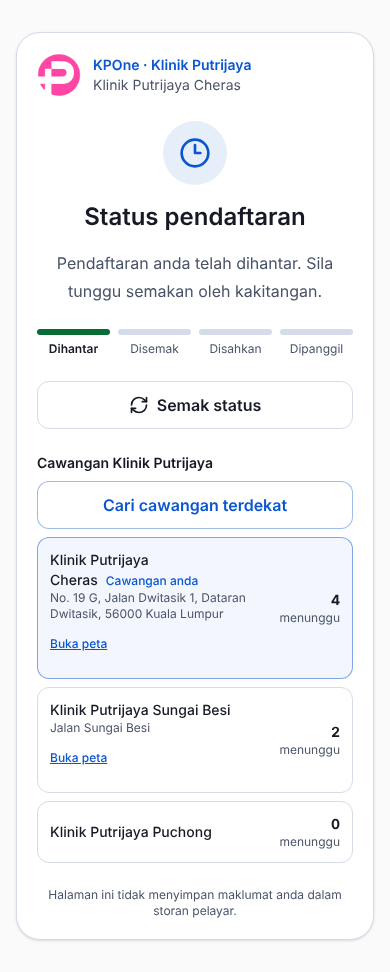 KPOne · Klinik Putrijaya
Klinik Putrijaya Cheras
Status pendaftaran
Pendaftaran anda telah dihantar. Sila
tunggu semakan oleh kakitangan.
Dihantar
Disemak
Disahkan
Dipanggil
Semak status
Cawangan Klinik Putrijaya
Cari cawangan terdekat
Klinik Putrijaya
Cheras Cawangan anda
No. 19 G, Jalan Dwitasik 1, Dataran
Dwitasik, 56000 Kuala Lumpur
Buka peta
4
menunggu
Klinik Putrijaya Sungai Besi
Jalan Sungai Besi
Buka peta
2
menunggu
Klinik Putrijaya Puchong
0
menunggu
Halaman ini tidak menyimpan maklumat anda dalam
storan pelayar.